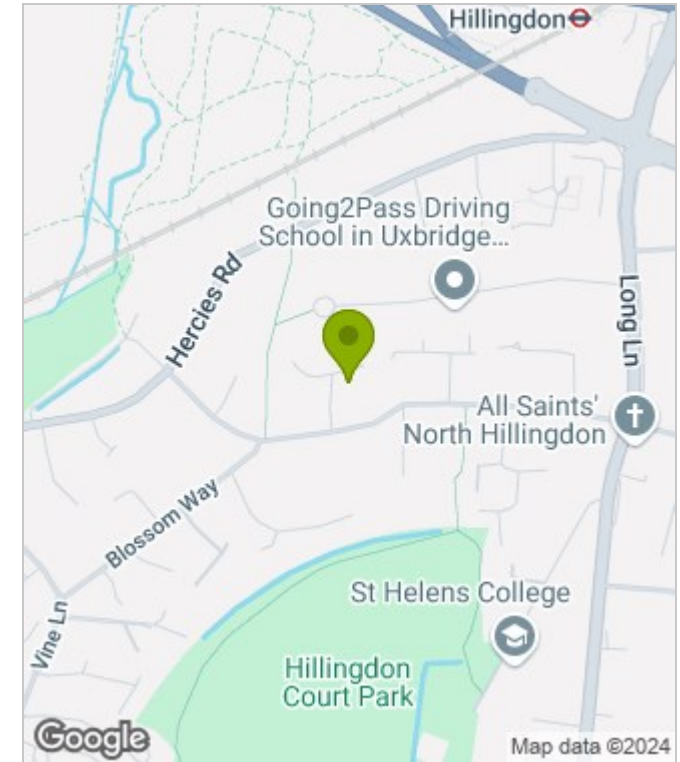 Hillingdon
Going2Pass Driving
School in Uxbridge...
Hercies Rd
Long Ln
All Saints'
North Hillingdon
Blossom Way
St Helens College
Vine Ln
Hillingdon
Court Park
Google
Map data ©2024